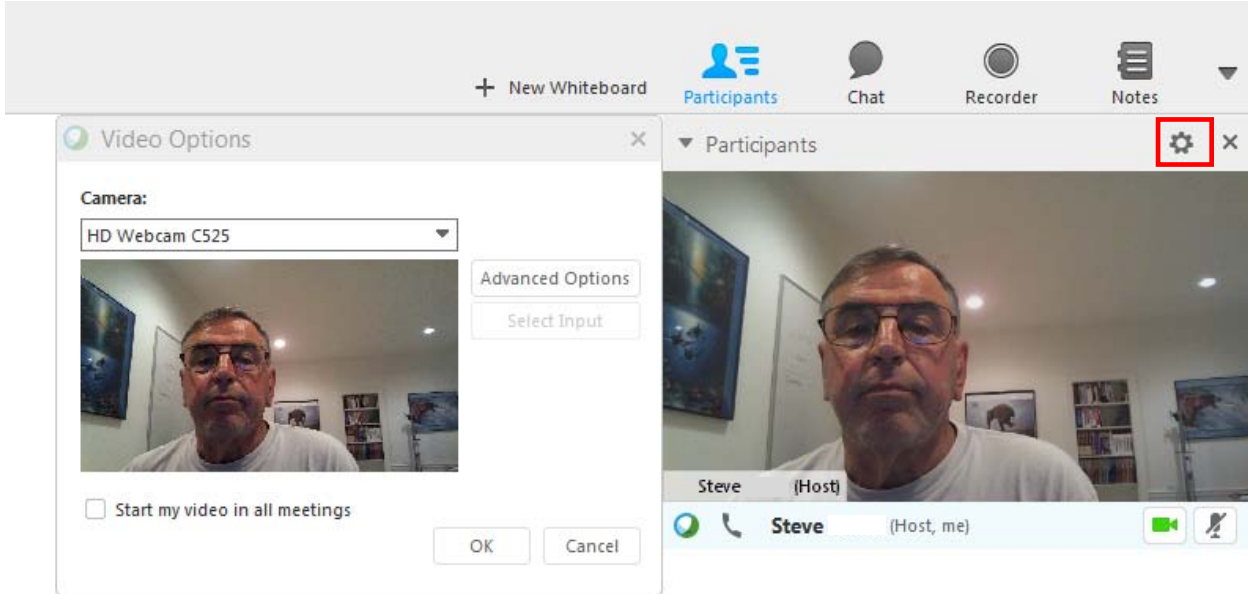 + New Whiteboard
Participants
Chat
Recorder
Notes
Video Options
Participants
Camera:
HD Webcam C525
Advanced Options
Select Input
Start my video in all meetings
OK
Cancel
Steve (Host)
Steve (Host, me)